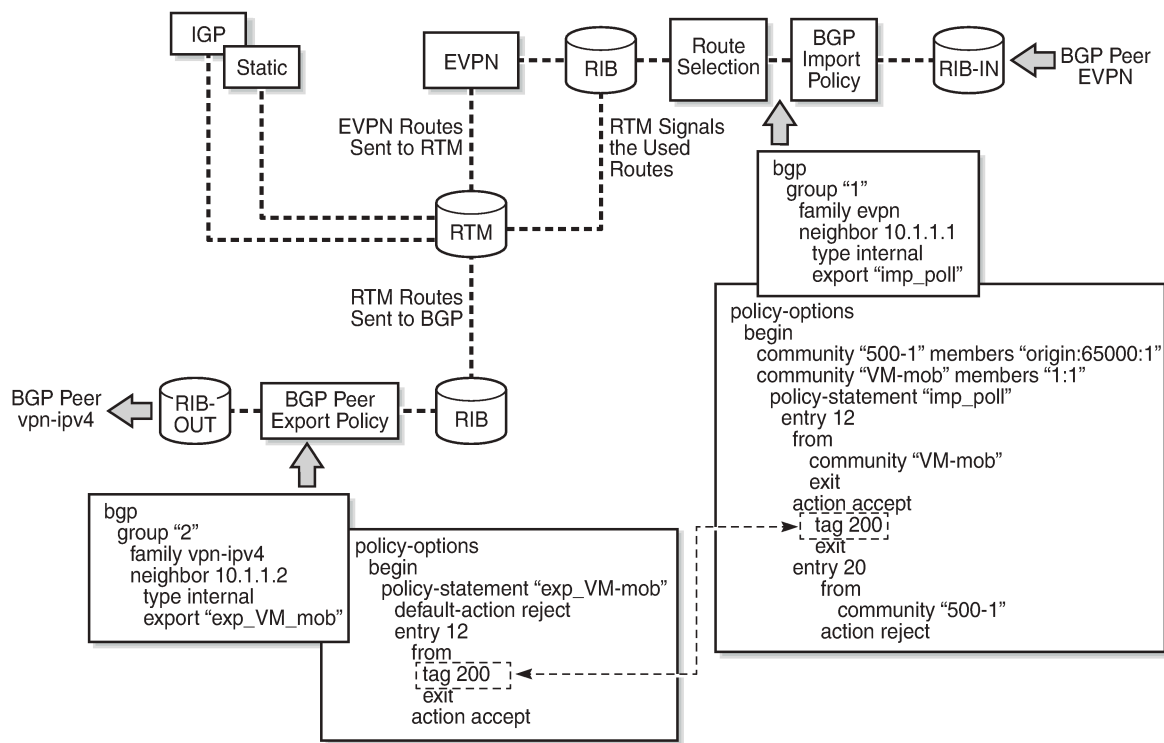 IGP
Static
EVPN
RIB
Route
Selection
BGP
Import
Policy
RIB-IN
BGP Peer
EVPN
EVPN Routes
Sent to RTM
RTM Signals
the Used
Routes
RTM
RTM Routes
Sent to BGP
BGP Peer
vpn-ipv4
RIB-
OUT
BGP Peer
Export Policy
RIB
bgp
group “1”
family evpn
neighbor 10.1.1.1
type internal
export “imp_poll”
policy-options
begin
community “500-1” members “origin:65000:1”
community “VM-mob” members “1:1”
policy-statement “imp_poll”
entry 12
from
community “VM-mob”
exit
action accept
tag 200
exit
entry 20
from
community “500-1”
action reject
bgp
group “2”
family vpn-ipv4
neighbor 10.1.1.2
type internal
export “exp_VM_mob”
policy-options
begin
policy-statement “exp_VM-mob”
default-action reject
entry 12
from
tag 200
exit
action accept